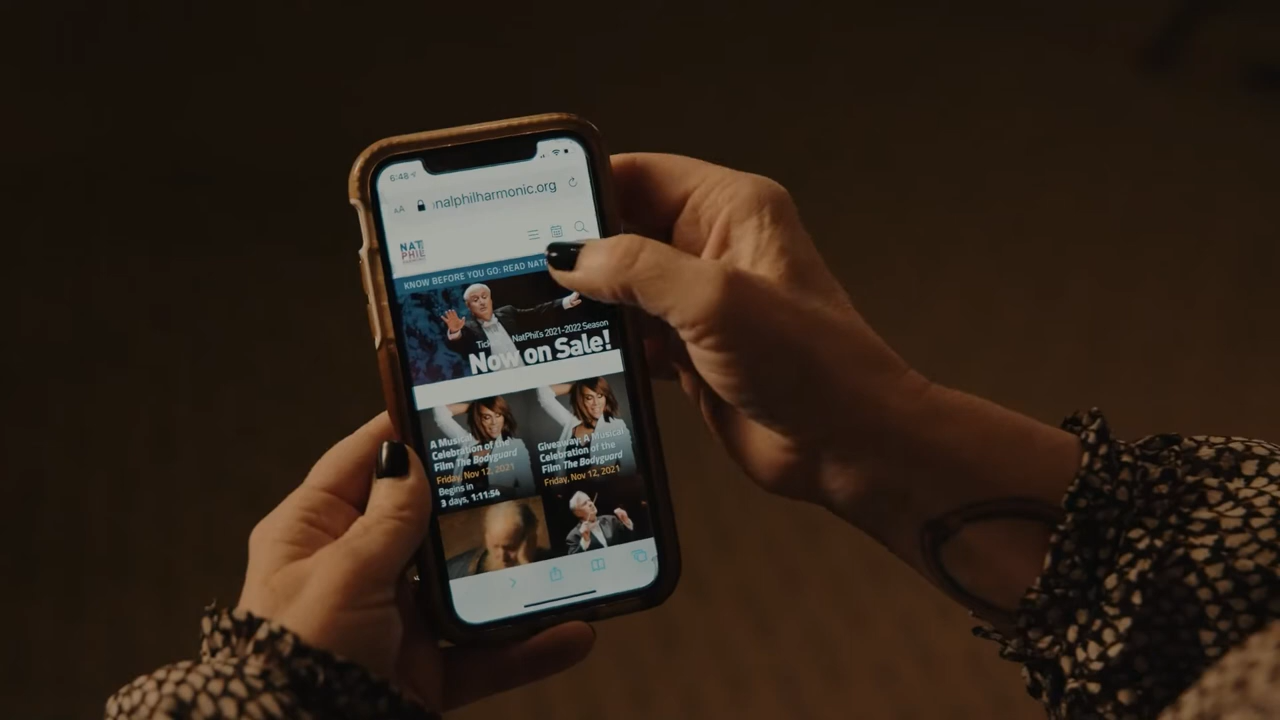 6:48
AA
nalphilharmonic.org
NAT
PHIL
KNOW BEFORE YOU GO: READ NATP
NatPhil's 2021-2022 Season
Now on Sale!
A Musical
Celebration of the
Film The Bodyguard
Friday, Nov 12, 2021
Begins in
3 days, 1:11:54
Giveaway: A Musical
Celebration of the
Film The Bodyguard
Friday, Nov 12, 2021